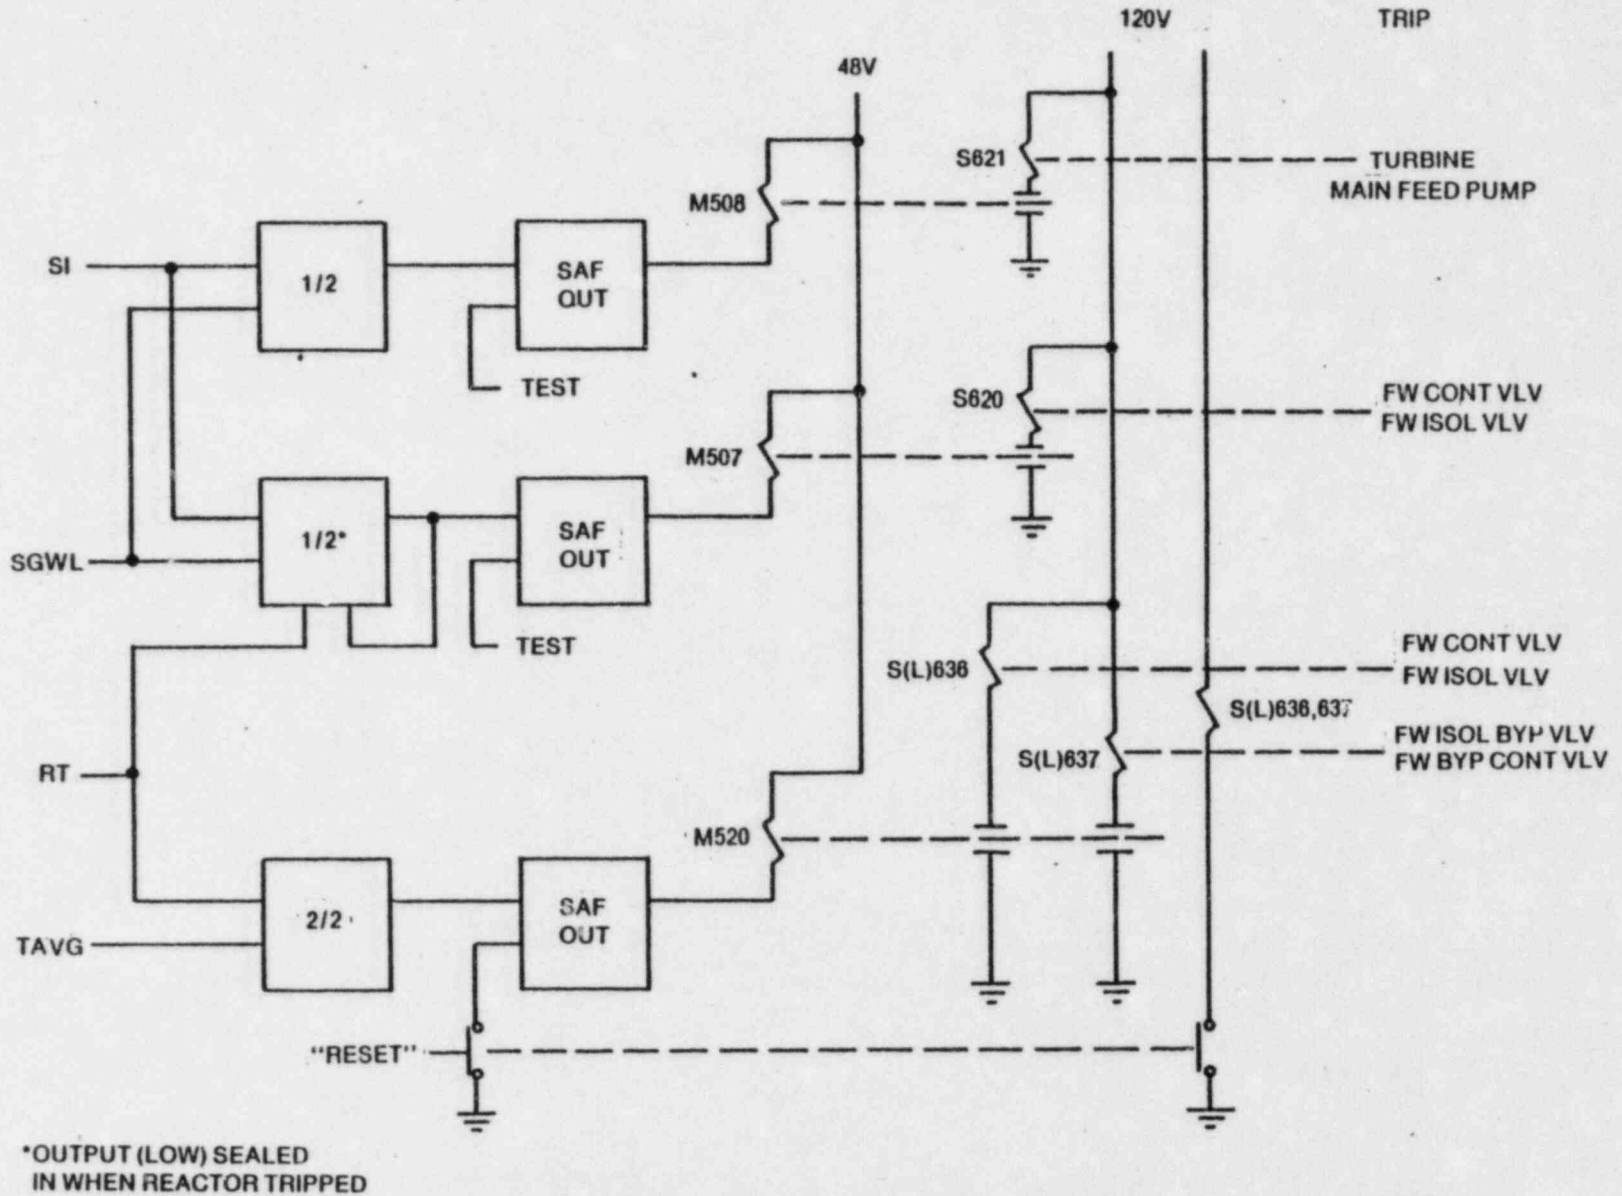 120V
TRIP
48V
S621
TURBINE
MAIN FEED PUMP
M508
SI
1/2
SAF
OUT
TEST
S620
FW CONT VLV
FW ISOL VLV
M507
SGWL
1/2*
SAF
OUT
TEST
S(L)636
FW CONT VLV
FW ISOL VLV
S(L)636,637
RT
S(L)637
FW ISOL BYP VLV
FW BYP CONT VLV
M520
2/2
SAF
OUT
TAVG
"RESET"
*OUTPUT (LOW) SEALED
IN WHEN REACTOR TRIPPED